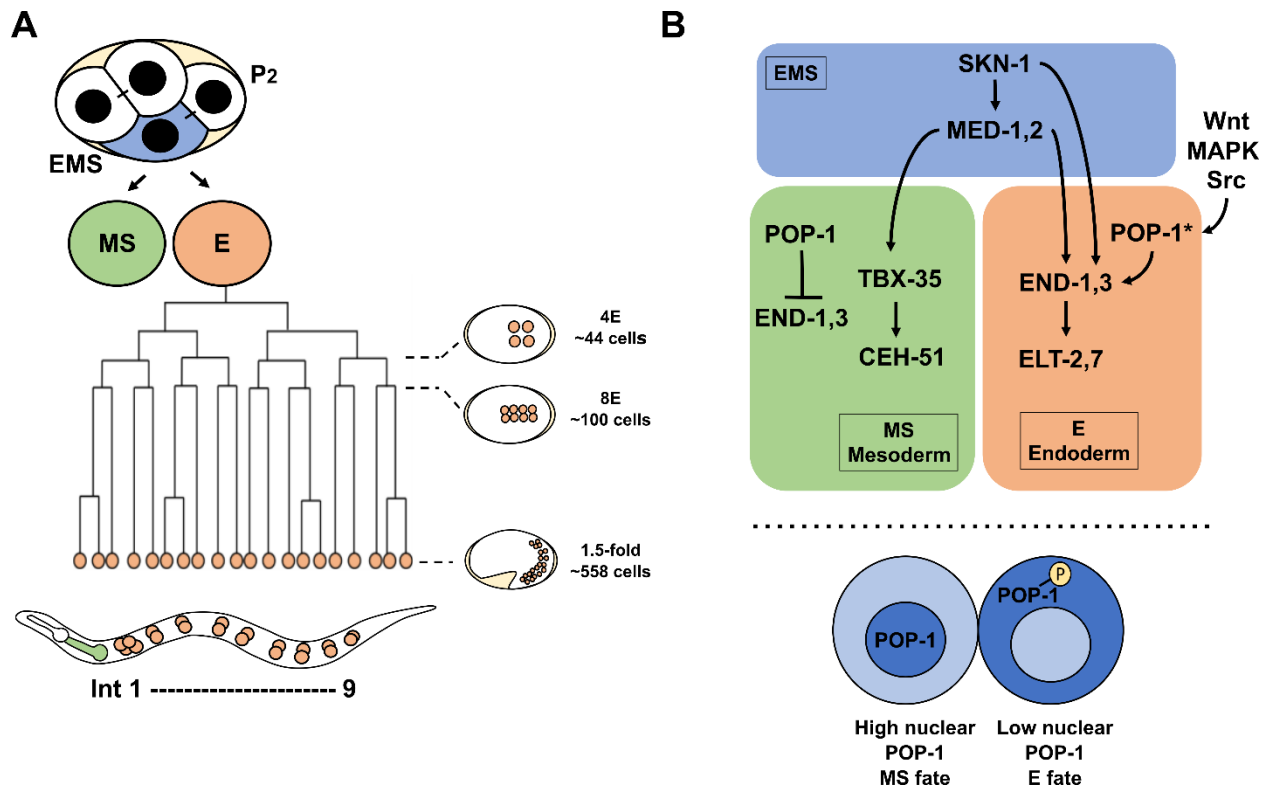 A
P2
EMS
MS
E
4E
~44 cells
8E
~100 cells
1.5-fold
~558 cells
Int 1 -------------------- 9
B
EMS
SKN-1
MED-1,2
Wnt
MAPK
Src
POP-1
END-1,3
TBX-35
CEH-51
MS
Mesoderm
POP-1*
END-1,3
ELT-2,7
E
Endoderm
POP-1
POP-1
P
High nuclear
POP-1
MS fate
Low nuclear
POP-1
E fate